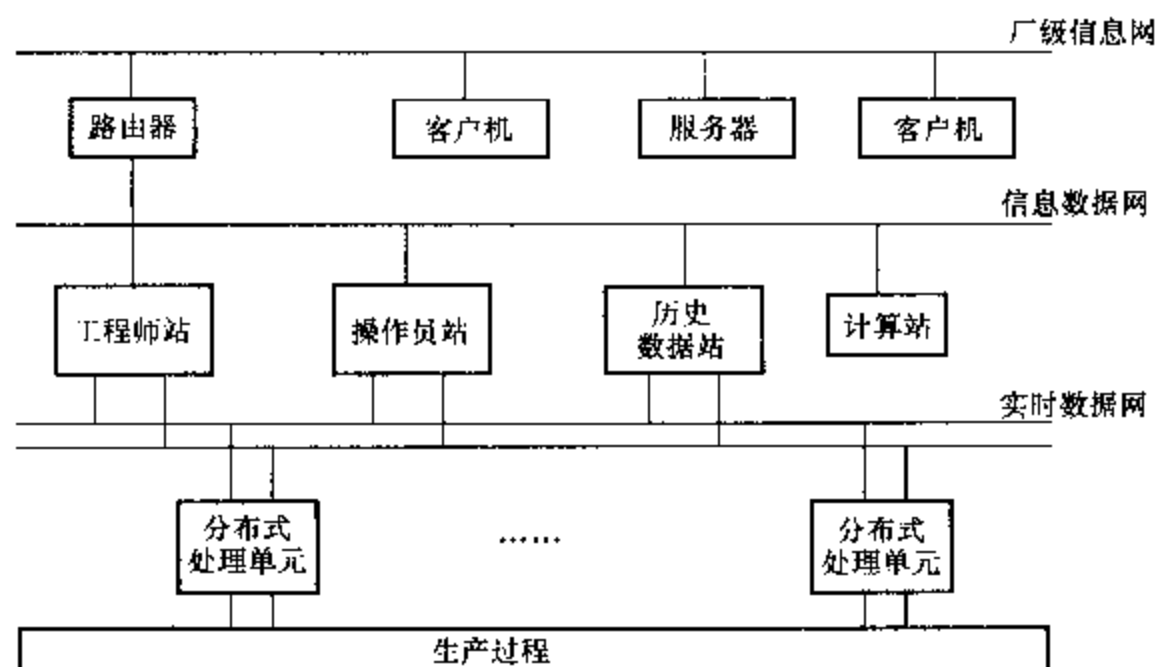 厂级信息网
路由器
客户机
服务器
客户机
信息数据网
工程师站
操作员站
历史
数据站
计算站
实时数据网
分布式
处理单元
……
分布式
处理单元
生产过程